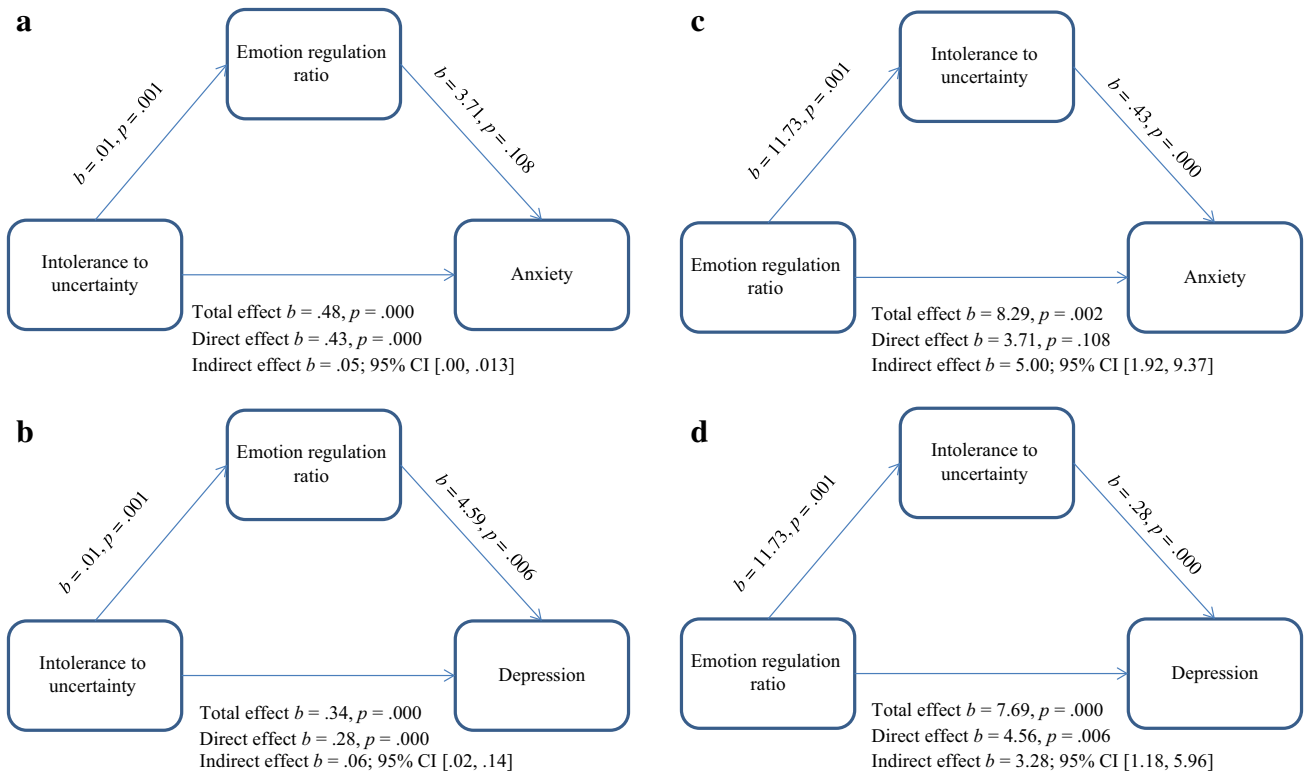 a
Emotion regulation
ratio
b = .01, p = .001
b = 3.71, p = .108
Intolerance to
uncertainty
Anxiety
Total effect b = .48, p = .000
Direct effect b = .43, p = .000
Indirect effect b = .05; 95% CI [.00, .013]
b
Emotion regulation
ratio
b = .01, p = .001
b = 4.59, p = .006
Intolerance to
uncertainty
Depression
Total effect b = .34, p = .000
Direct effect b = .28, p = .000
Indirect effect b = .06; 95% CI [.02, .14]
c
Intolerance to
uncertainty
b = 11.73, p = .001
b = .43, p = .000
Emotion regulation
ratio
Anxiety
Total effect b = 8.29, p = .002
Direct effect b = 3.71, p = .108
Indirect effect b = 5.00; 95% CI [1.92, 9.37]
d
Intolerance to
uncertainty
b = 11.73, p = .001
b = .28, p = .000
Emotion regulation
ratio
Depression
Total effect b = 7.69, p = .000
Direct effect b = 4.56, p = .006
Indirect effect b = 3.28; 95% CI [1.18, 5.96]